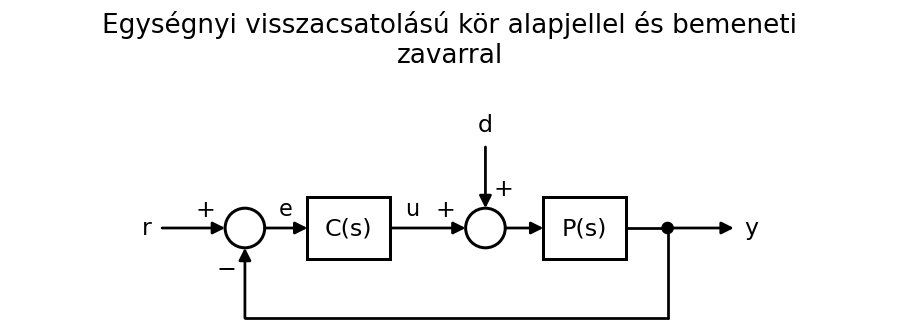 Egységnyi visszacsatolású kör alapjellel és bemeneti
zavarral
d
+
r + e C(s) u + P(s) y
−